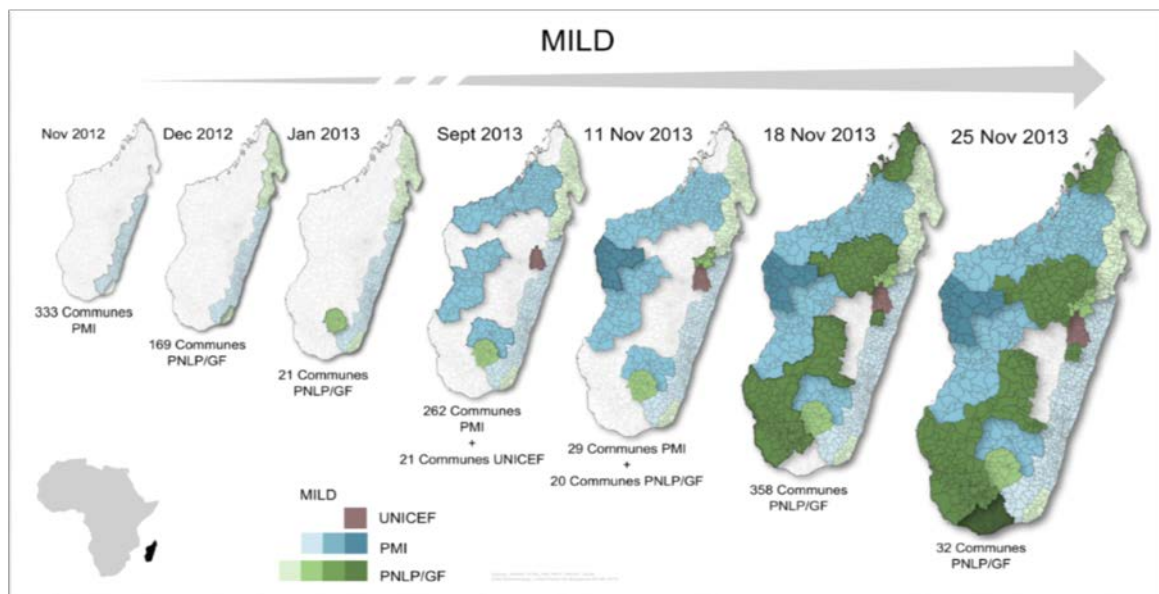 MILD
Nov 2012
Dec 2012
Jan 2013
Sept 2013
11 Nov 2013
18 Nov 2013
25 Nov 2013
333 Communes
PMI
169 Communes
PNLP/GF
21 Communes
PNLP/GF
262 Communes
PMI
+
21 Communes UNICEF
29 Communes PMI
+
20 Communes PNLP/GF
358 Communes
PNLP/GF
32 Communes
PNLP/GF
MILD
UNICEF
PMI
PNLP/GF